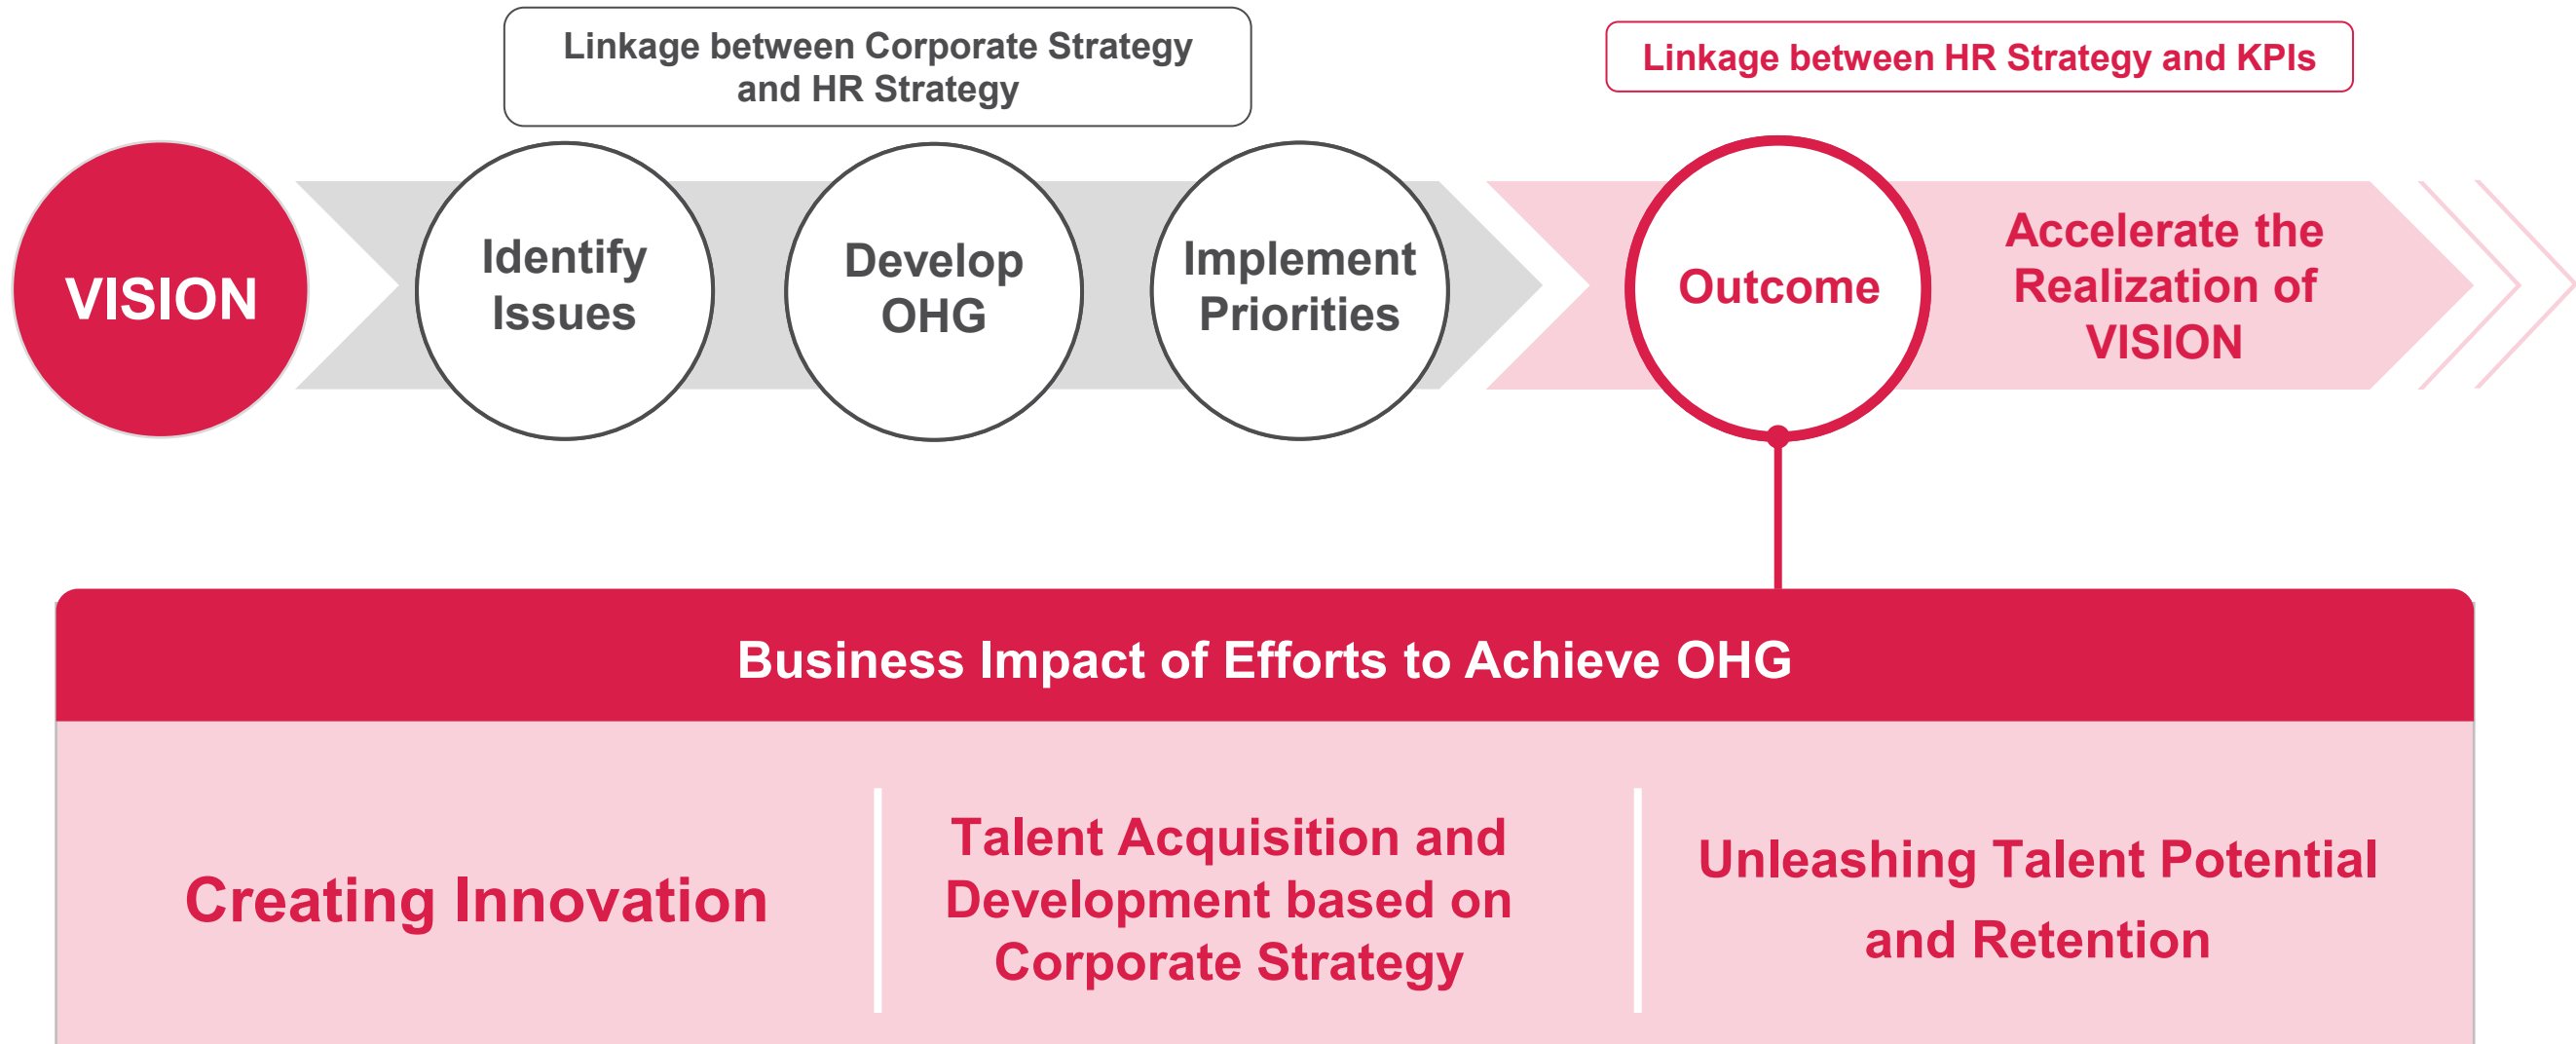 Linkage between Corporate Strategy
and HR Strategy
Linkage between HR Strategy and KPIs
VISION
Identify
Issues
Develop
OHG
Implement
Priorities
Outcome
Accelerate the
Realization of
VISION
Business Impact of Efforts to Achieve OHG
Creating Innovation
Talent Acquisition and
Development based on
Corporate Strategy
Unleashing Talent Potential
and Retention